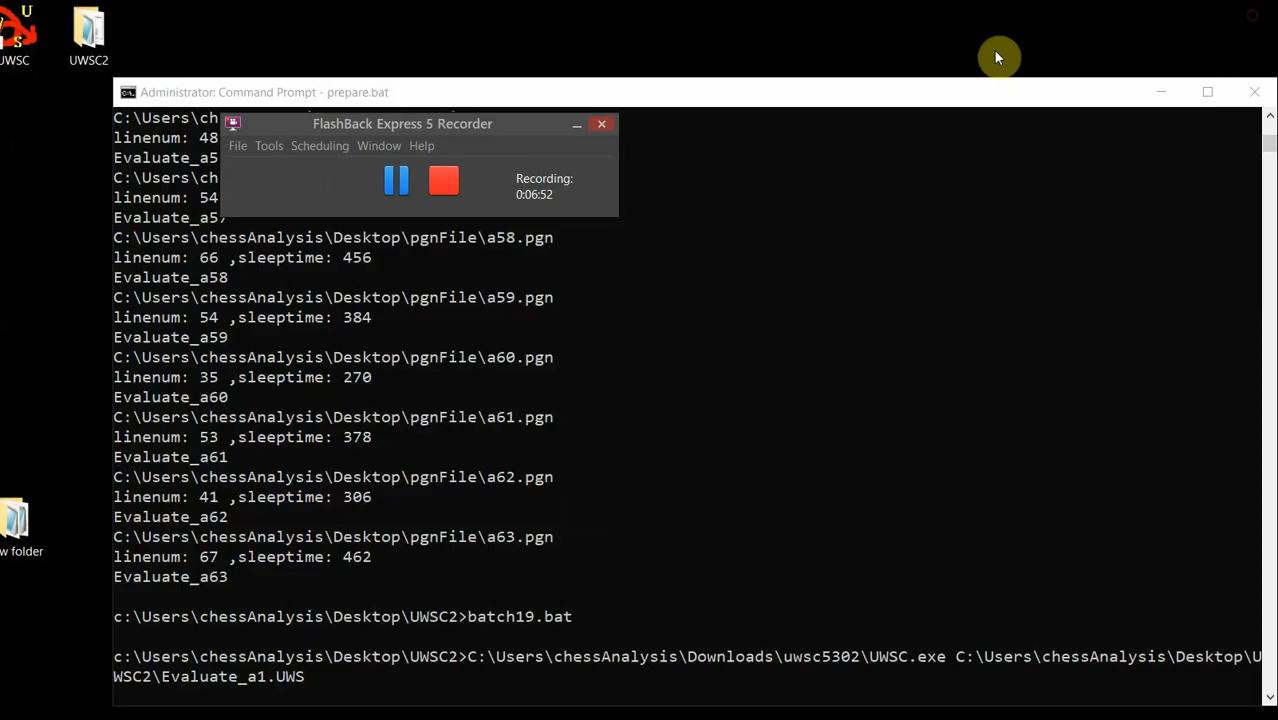 U
S
UWSC
UWSC2
Administrator: Command Prompt - prepare.bat
C:\Users\ch
linenum: 48
Evaluate_a5
C:\Users\ch
linenum: 54
Evaluate_a57
FlashBack Express 5 Recorder
File Tools Scheduling Window Help
Recording:
0:06:52
C:\Users\chessAnalysis\Desktop\pgnFile\a58.pgn
linenum: 66 ,sleeptime: 456
Evaluate_a58
C:\Users\chessAnalysis\Desktop\pgnFile\a59.pgn
linenum: 54 ,sleeptime: 384
Evaluate_a59
C:\Users\chessAnalysis\Desktop\pgnFile\a60.pgn
linenum: 35 ,sleeptime: 270
Evaluate_a60
C:\Users\chessAnalysis\Desktop\pgnFile\a61.pgn
linenum: 53 ,sleeptime: 378
Evaluate_a61
C:\Users\chessAnalysis\Desktop\pgnFile\a62.pgn
linenum: 41 ,sleeptime: 306
Evaluate_a62
C:\Users\chessAnalysis\Desktop\pgnFile\a63.pgn
linenum: 67 ,sleeptime: 462
Evaluate_a63
w folder
c:\Users\chessAnalysis\Desktop\UWSC2>batch19.bat
c:\Users\chessAnalysis\Desktop\UWSC2>C:\Users\chessAnalysis\Downloads\uwsc5302\UWSC.exe C:\Users\chessAnalysis\Desktop\U
WSC2\Evaluate_a1.UWS